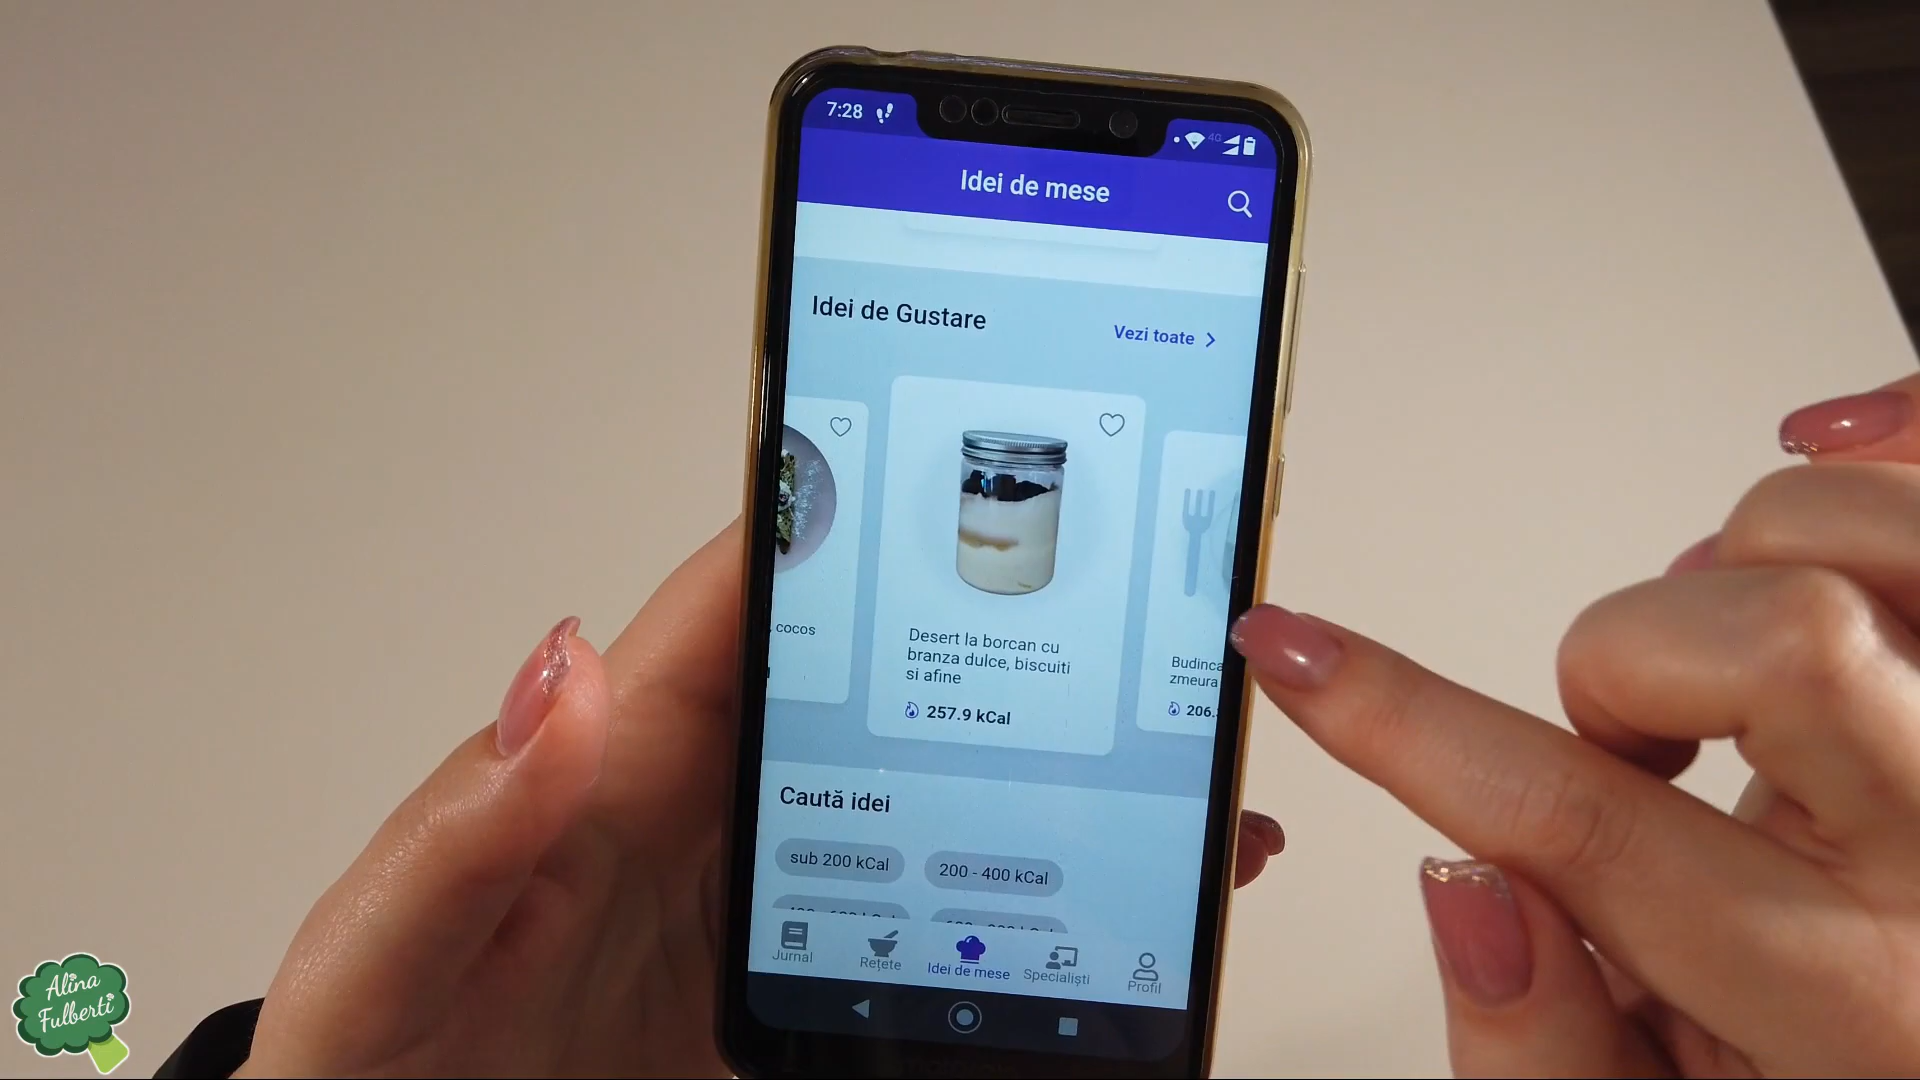 7:28
4G
Idei de mese
Idei de Gustare
Vezi toate
cocos
Desert la borcan cu
branza dulce, biscuiti
si afine
257.9 kCal
Budinca
zmeura
206.
Caută idei
sub 200 kCal
200 - 400 kCal
Jurnal
Rețete
Idei de mese
Specialiști
Profil
Alina
Fulberti